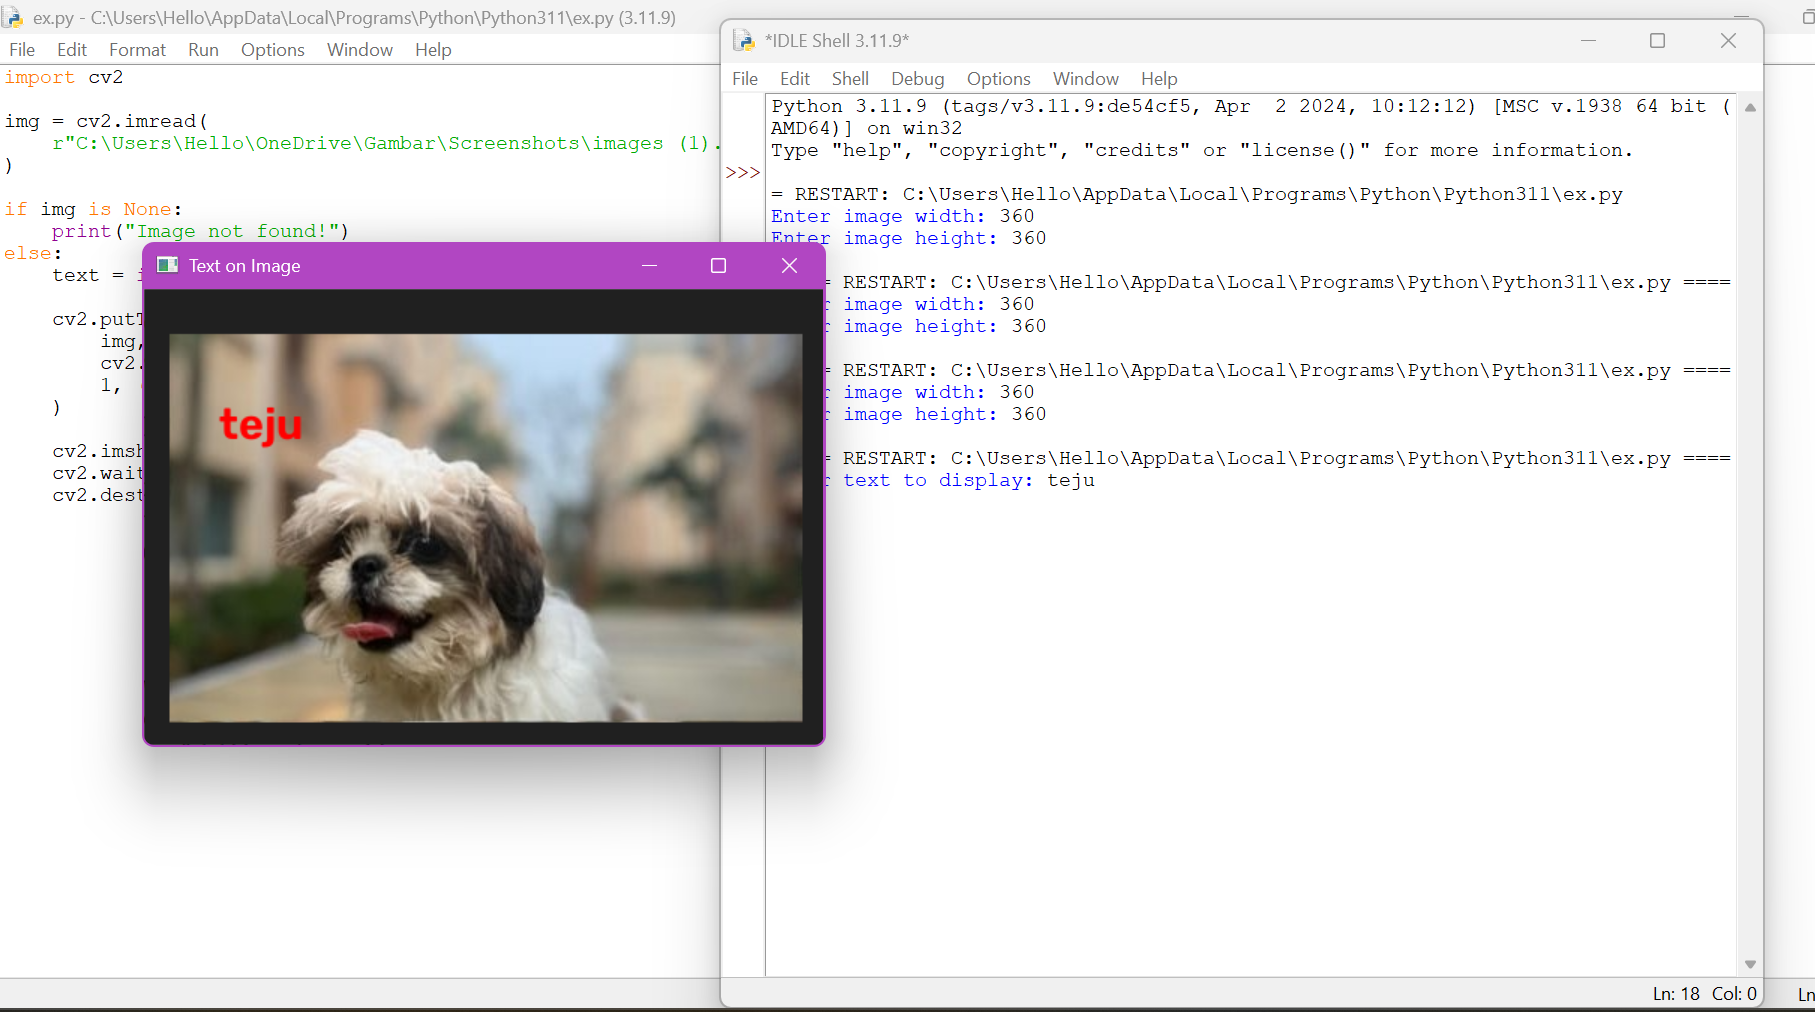 ex.py - C:\Users\Hello\AppData\Local\Programs\Python\Python311\ex.py (3.11.9)
File Edit Format Run Options Window Help
import cv2
img = cv2.imread(
r"C:\Users\Hello\OneDrive\Gambar\Screenshots\images (1).
)
if img is None:
print("Image not found!")
else:
text =
cv2.putT
img,
cv2.
1,
)
cv2.imsh
cv2.wait
cv2.dest
Text on Image
teju
*IDLE Shell 3.11.9*
File Edit Shell Debug Options Window Help
Python 3.11.9 (tags/v3.11.9:de54cf5, Apr  2 2024, 10:12:12) [MSC v.1938 64 bit (
AMD64)] on win32
Type "help", "copyright", "credits" or "license()" for more information.
>>>
= RESTART: C:\Users\Hello\AppData\Local\Programs\Python\Python311\ex.py
Enter image width: 360
Enter image height: 360
= RESTART: C:\Users\Hello\AppData\Local\Programs\Python\Python311\ex.py ====
r image width: 360
r image height: 360
= RESTART: C:\Users\Hello\AppData\Local\Programs\Python\Python311\ex.py ====
r image width: 360
r image height: 360
= RESTART: C:\Users\Hello\AppData\Local\Programs\Python\Python311\ex.py ====
r text to display: teju
Ln: 18 Col: 0
Ln